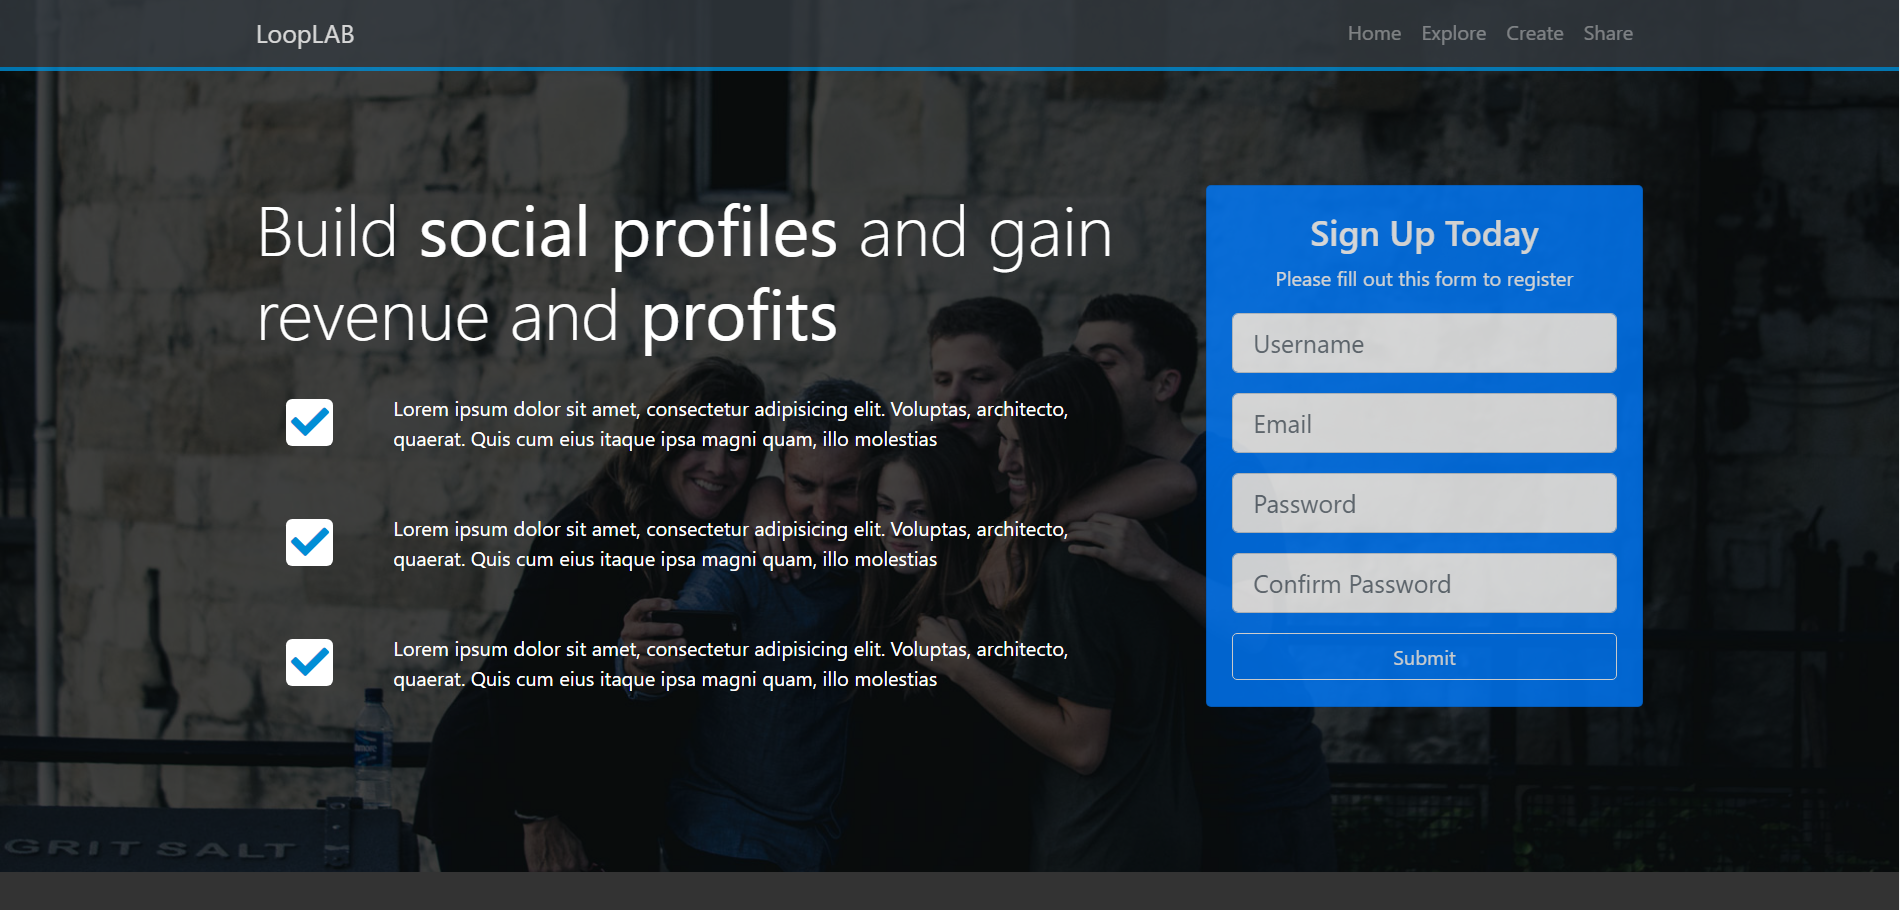 LoopLAB
Home Explore Create Share
Build social profiles and gain
revenue and profits
Lorem ipsum dolor sit amet, consectetur adipisicing elit. Voluptas, architecto,
quaerat. Quis cum eius itaque ipsa magni quam, illo molestias
Lorem ipsum dolor sit amet, consectetur adipisicing elit. Voluptas, architecto,
quaerat. Quis cum eius itaque ipsa magni quam, illo molestias
Lorem ipsum dolor sit amet, consectetur adipisicing elit. Voluptas, architecto,
quaerat. Quis cum eius itaque ipsa magni quam, illo molestias
Sign Up Today
Please fill out this form to register
Username
Email
Password
Confirm Password
Submit
GRIT SALT